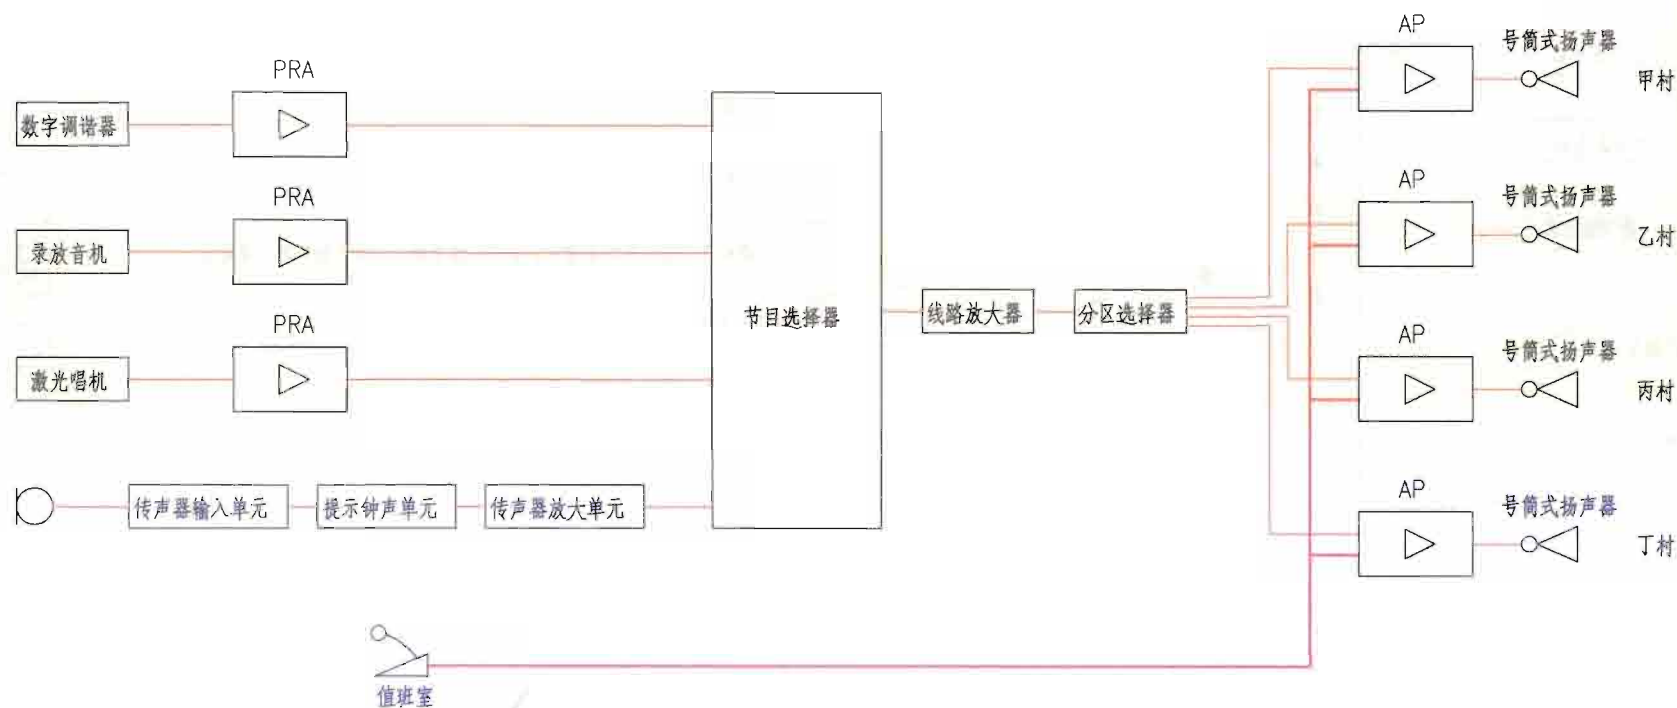 PRA
数字调谐器
PRA
录放音机
PRA
激光唱机
传声器输入单元
提示钟声单元
传声器放大单元
节目选择器
线路放大器
分区选择器
AP
号筒式扬声器
甲村
AP
号筒式扬声器
乙村
AP
号筒式扬声器
丙村
AP
号筒式扬声器
丁村
值班室